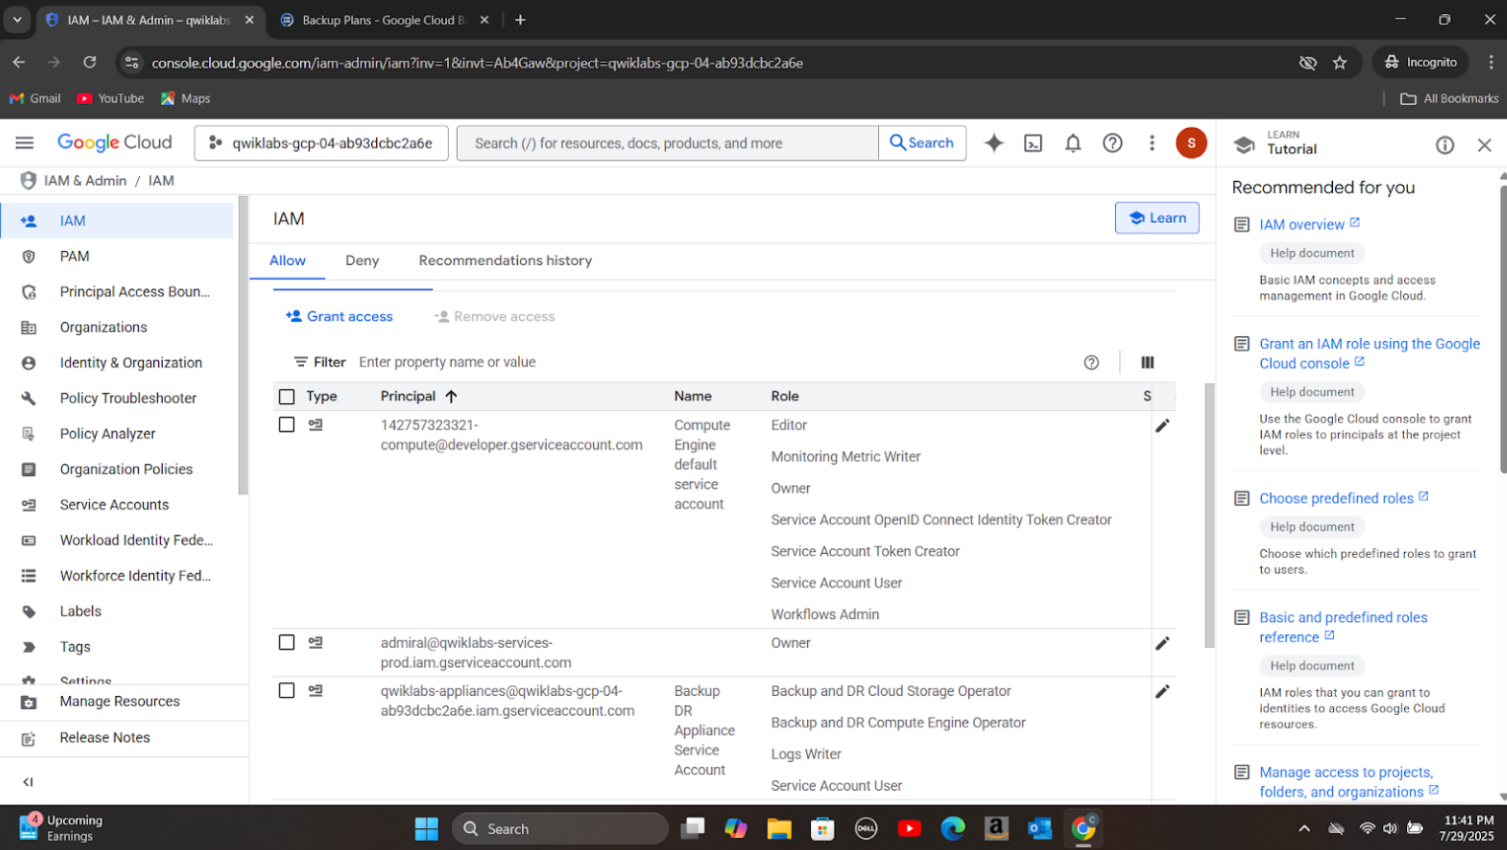 IAM – IAM & Admin – qwiklabs
Backup Plans - Google Cloud Ba
console.cloud.google.com/iam-admin/iam?inv=1&invt=Ab4Gaw&project=qwiklabs-gcp-04-ab93dcbc2a6e
Incognito
Gmail
YouTube
Maps
All Bookmarks
Google Cloud
qwiklabs-gcp-04-ab93dcbc2a6e
Search (/) for resources, docs, products, and more
Search
S
LEARN
Tutorial
IAM & Admin / IAM
IAM
PAM
Principal Access Boun...
Organizations
Identity & Organization
Policy Troubleshooter
Policy Analyzer
Organization Policies
Service Accounts
Workload Identity Fede...
Workforce Identity Fed...
Labels
Tags
Settings
Manage Resources
Release Notes
IAM
Learn
Allow
Deny
Recommendations history
Grant access
Remove access
Filter
Enter property name or value
Type
Principal
Name
Role
S
142757323321-
compute@developer.gserviceaccount.com
Compute
Engine
default
service
account
Editor
Monitoring Metric Writer
Owner
Service Account OpenID Connect Identity Token Creator
Service Account Token Creator
Service Account User
Workflows Admin
admiral@qwiklabs-services-
prod.iam.gserviceaccount.com
Owner
qwiklabs-appliances@qwiklabs-gcp-04-
ab93dcbc2a6e.iam.gserviceaccount.com
Backup
DR
Appliance
Service
Account
Backup and DR Cloud Storage Operator
Backup and DR Compute Engine Operator
Logs Writer
Service Account User
Recommended for you
IAM overview
Help document
Basic IAM concepts and access
management in Google Cloud.
Grant an IAM role using the Google
Cloud console
Help document
Use the Google Cloud console to grant
IAM roles to principals at the project
level.
Choose predefined roles
Help document
Choose which predefined roles to grant
to users.
Basic and predefined roles
reference
Help document
IAM roles that you can grant to
identities to access Google Cloud
resources.
Manage access to projects,
folders, and organizations
4
Upcoming
Earnings
Search
DELL
C
11:41 PM
7/29/2025